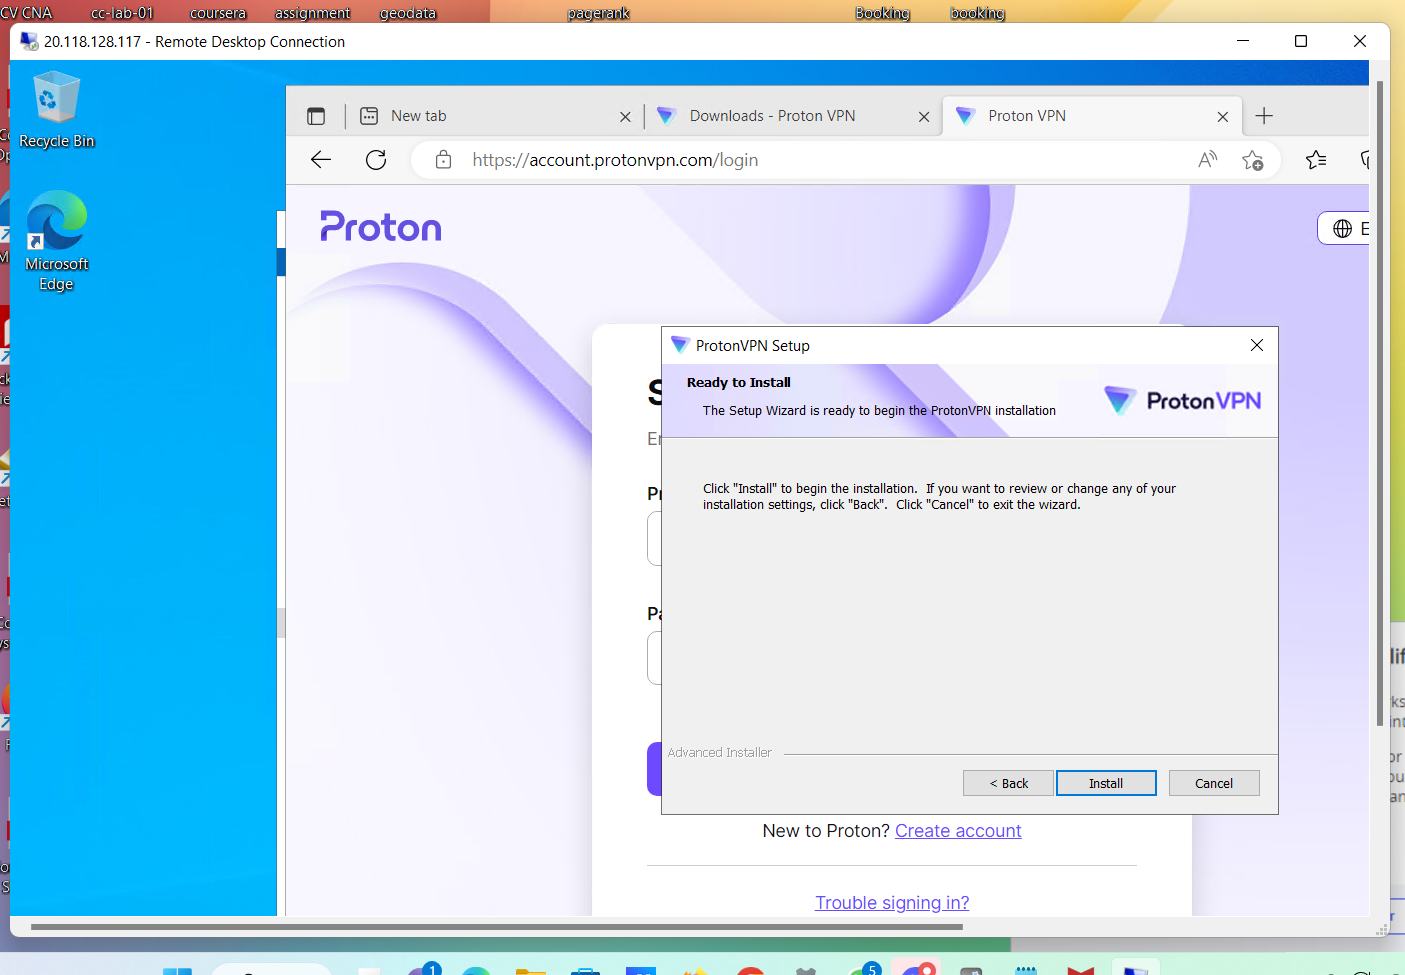 CV CNA
cc-lab-01
coursera
assignment
geodata
pagerank
Booking
booking
20.118.128.117 - Remote Desktop Connection
Recycle Bin
Microsoft
Edge
New tab
Downloads - Proton VPN
Proton VPN
https://account.protonvpn.com/login
Proton
ProtonVPN Setup
Ready to Install
The Setup Wizard is ready to begin the ProtonVPN installation
ProtonVPN
Click "Install" to begin the installation. If you want to review or change any of your
installation settings, click "Back". Click "Cancel" to exit the wizard.
Advanced Installer
< Back
Install
Cancel
New to Proton? Create account
Trouble signing in?
1
5